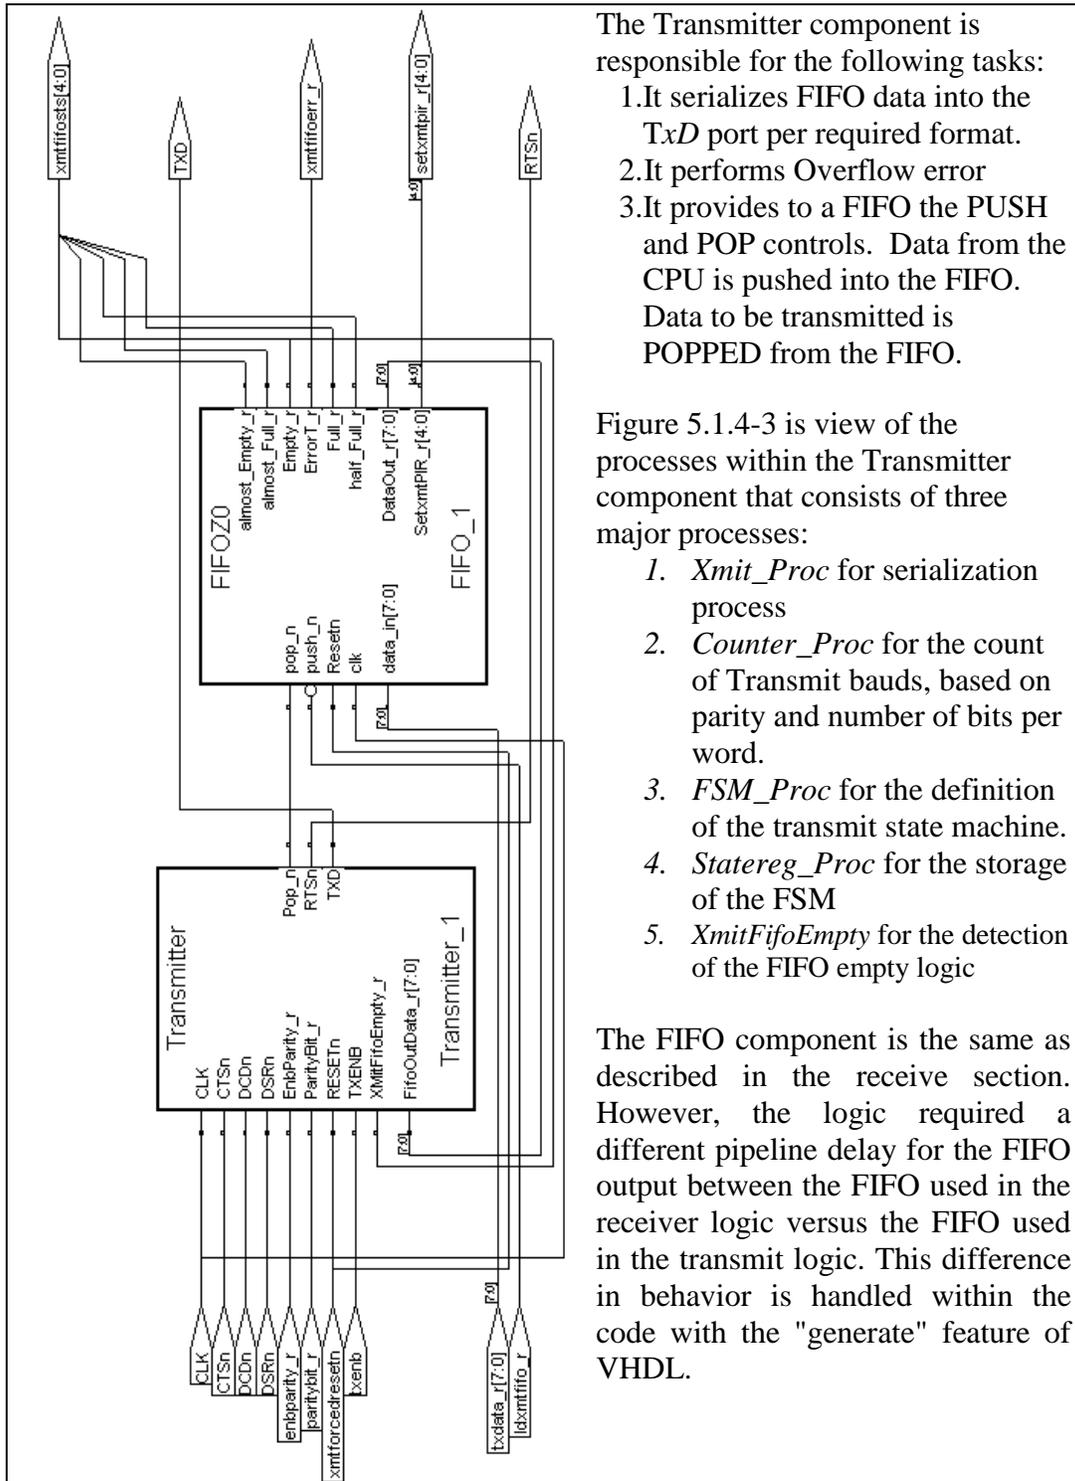 xmtfifosts[4:0]
TXD
xmtfifoerr_r
setxmtpir_r[4:0]
RTSn
[4:0]
[7:0]
[4:0]
almost_Empty_r
almost_Full_r
Empty_r
ErrorT_r
Full_r
half_Full_r
DataOut_r[7:0]
SetxmtPIR_r[4:0]
FIFOZ0
FIFO_1
pop_n
push_n
Resetn
clk
data_in[7:0]
[7:0]
Pop_n
RTSn
TXD
Transmitter
Transmitter_1
CLK
CTSn
DCDn
DSRn
EnbParity_r
ParityBit_r
RESETn
TXENB
XMitFifoEmpty_r
FifoOutData_r[7:0]
[7:0]
[7:0]
CLK
CTSn
DCDn
DSRn
enbparity_r
paritybit_r
xmtforcedresetn
txenb
txdata_r[7:0]
ldxmtfifo_r
The Transmitter component is
responsible for the following tasks:
1.It serializes FIFO data into the
TxD port per required format.
2.It performs Overflow error
3.It provides to a FIFO the PUSH
and POP controls. Data from the
CPU is pushed into the FIFO.
Data to be transmitted is
POPPED from the FIFO.
Figure 5.1.4-3 is view of the
processes within the Transmitter
component that consists of three
major processes:
1. Xmit_Proc for serialization
process
2. Counter_Proc for the count
of Transmit bauds, based on
parity and number of bits per
word.
3. FSM_Proc for the definition
of the transmit state machine.
4. Statereg_Proc for the storage
of the FSM
5. XmitFifoEmpty for the detection
of the FIFO empty logic
The FIFO component is the same as
described in the receive section.
However, the logic required a
different pipeline delay for the FIFO
output between the FIFO used in the
receiver logic versus the FIFO used
in the transmit logic. This difference
in behavior is handled within the
code with the "generate" feature of
VHDL.